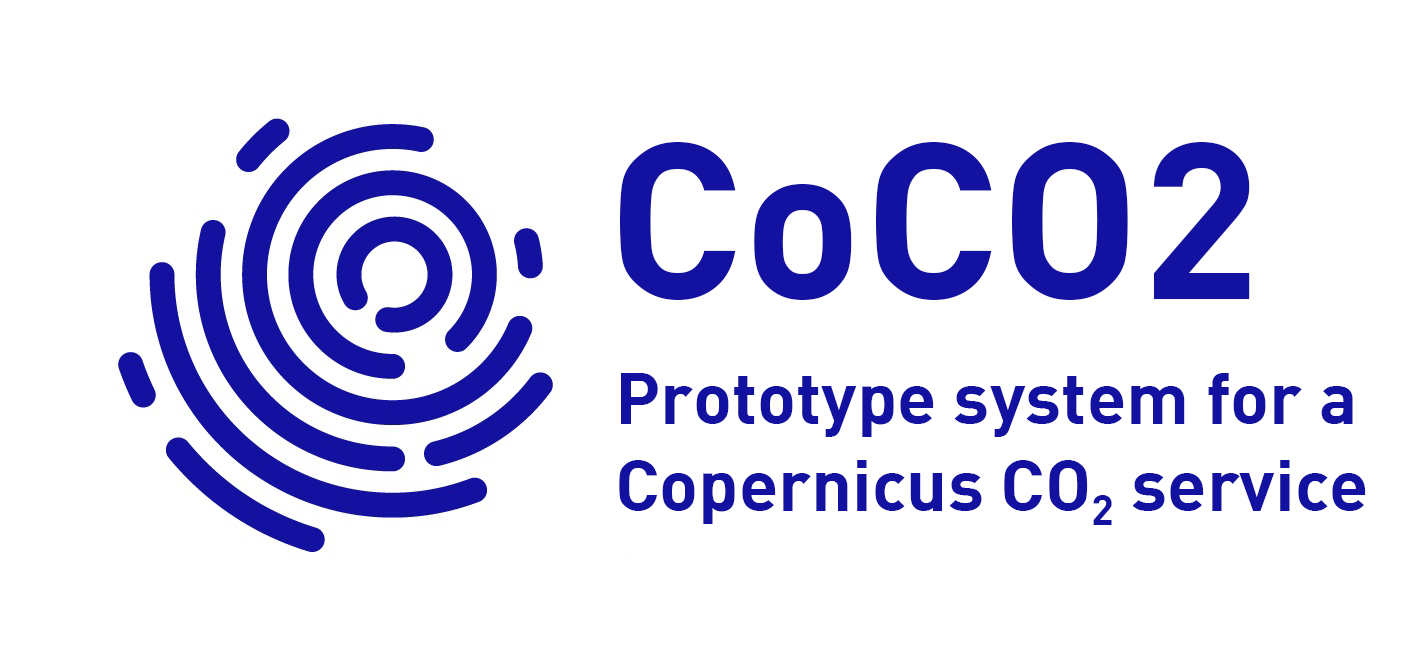 CoCO2
Prototype system for a
Copernicus CO₂ service